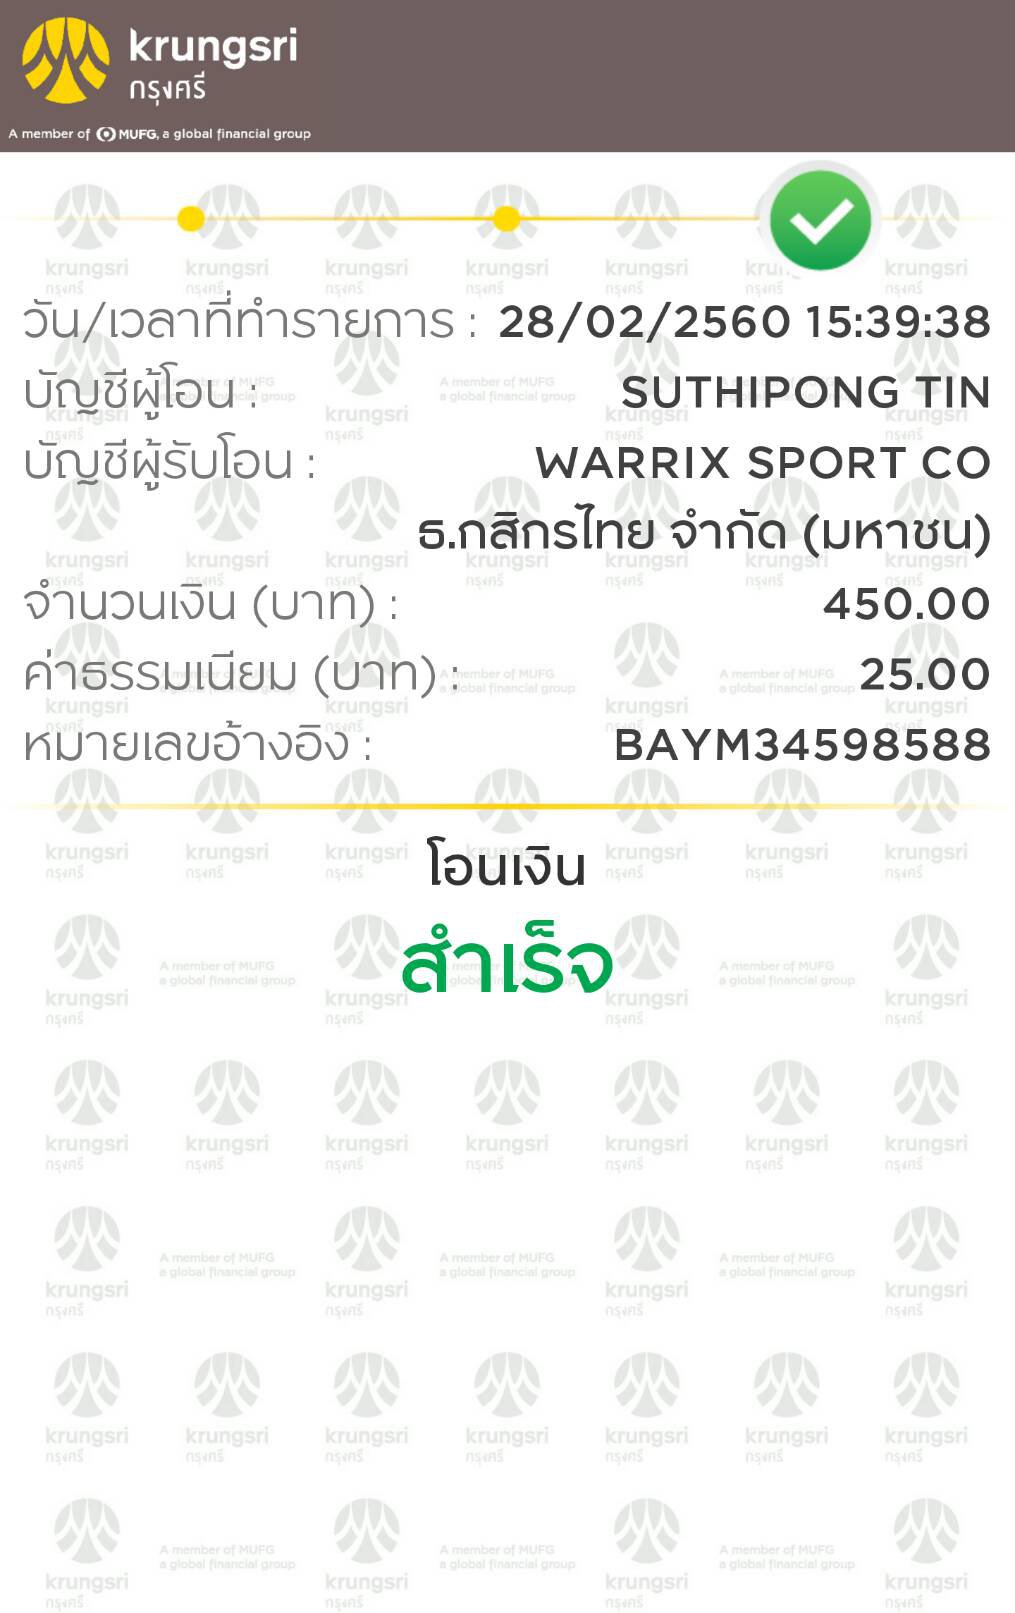 krungsri
กรุงศรี
A member of MUFG, a global financial group
วัน/เวลาที่ทำรายการ : 28/02/2560 15:39:38
บัญชีผู้โอน : SUTHIPONG TIN
บัญชีผู้รับโอน : WARRIX SPORT CO
ธ.กสิกรไทย จำกัด (มหาชน)
จำนวนเงิน (บาท) : 450.00
ค่าธรรมเนียม (บาท) : 25.00
หมายเลขอ้างอิง : BAYM34598588
โอนเงิน
สำเร็จ